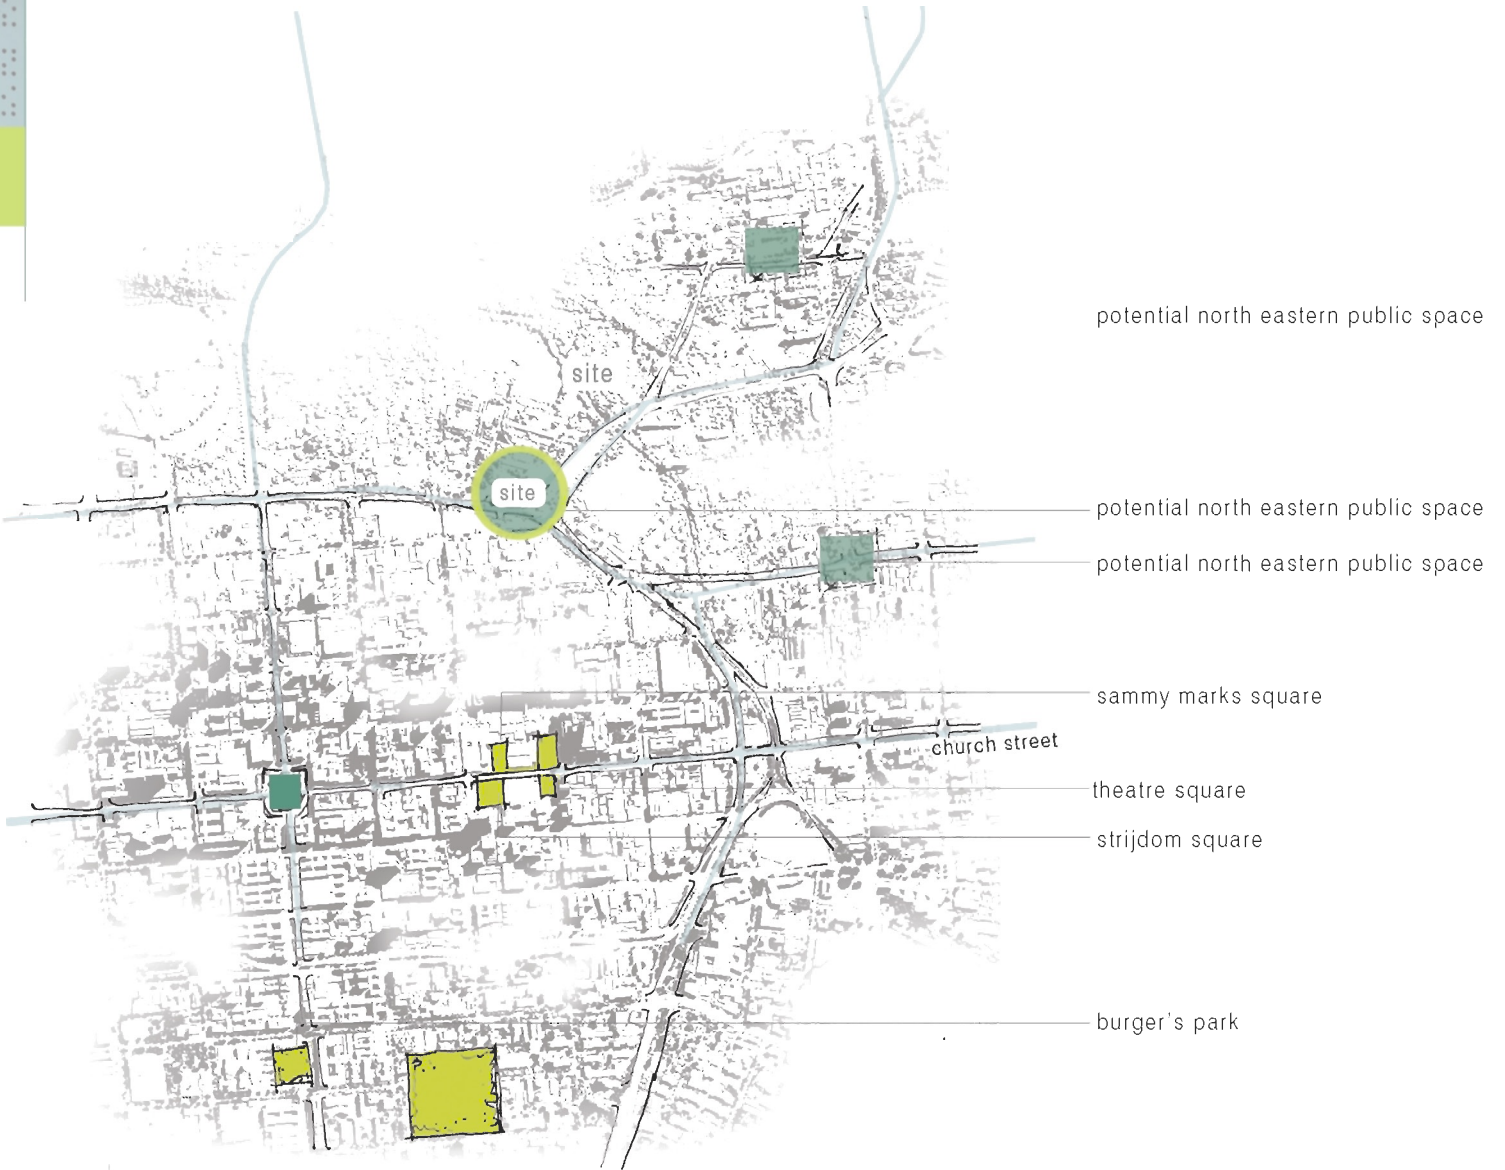 potential north eastern public space
site
site
potential north eastern public space
potential north eastern public space
sammy marks square
church street
theatre square
strijdom square
burger's park